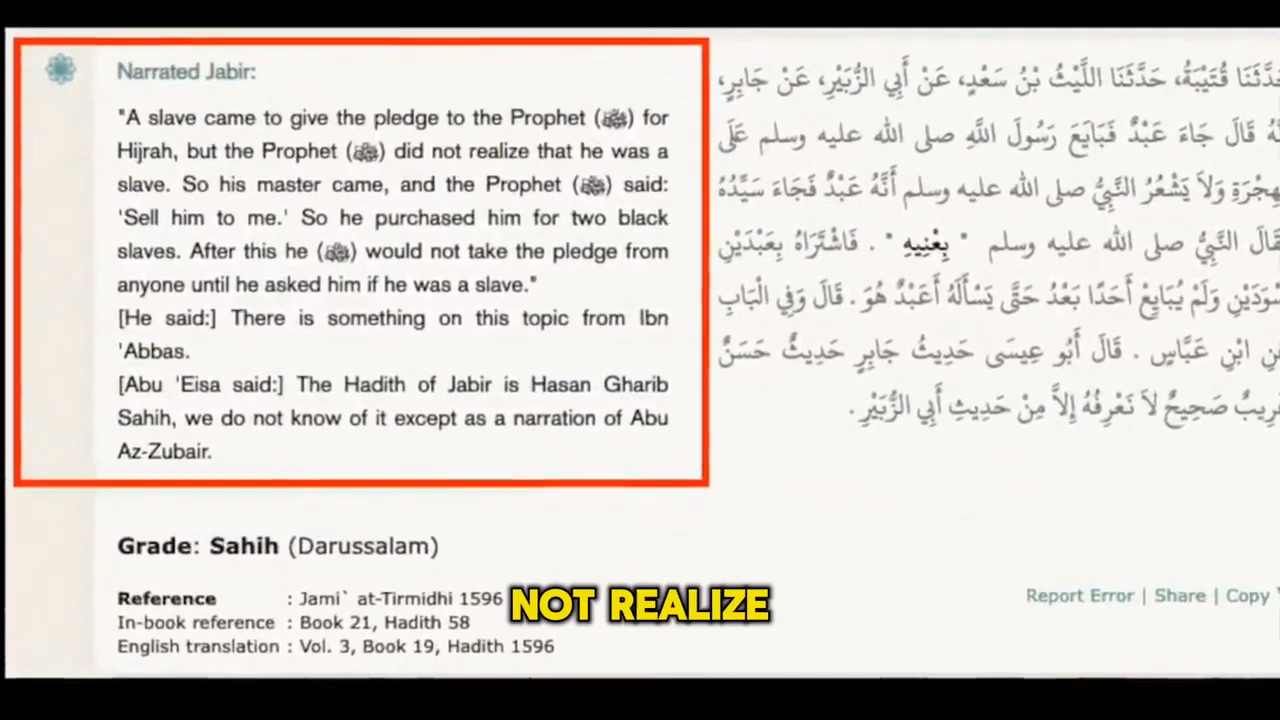 Narrated Jabir:
"A slave came to give the pledge to the Prophet (ﷺ) for
Hijrah, but the Prophet (ﷺ) did not realize that he was a
slave. So his master came, and the Prophet (ﷺ) said:
'Sell him to me.' So he purchased him for two black
slaves. After this he (ﷺ) would not take the pledge from
anyone until he asked him if he was a slave."
[He said:] There is something on this topic from Ibn
'Abbas.
[Abu 'Eisa said:] The Hadith of Jabir is Hasan Gharib
Sahih, we do not know of it except as a narration of Abu
Az-Zubair.
حَدَّثَنَا قُتَيْبَةُ، حَدَّثَنَا اللَّيْثُ بْنُ سَعْدٍ، عَنْ أَبِي الزُّبَيْرِ، عَنْ جَابِرٍ،
قَالَ جَاءَ عَبْدٌ فَبَايَعَ رَسُولَ اللَّهِ صلى الله عليه وسلم عَلَى
وَلاَ يَشْعُرُ النَّبِيُّ صلى الله عليه وسلم أَنَّهُ عَبْدٌ فَجَاءَ سَيِّدُهُ
النَّبِيُّ صلى الله عليه وسلم " بِعْنِيهِ " . فَاشْتَرَاهُ بِعَبْدَيْنِ
وَلَمْ يُبَايِعْ أَحَدًا بَعْدُ حَتَّى يَسْأَلَهُ أَعَبْدٌ هُوَ . قَالَ وَفِي الْبَابِ
ابْنِ عَبَّاسٍ . قَالَ أَبُو عِيسَى حَدِيثُ جَابِرٍ حَدِيثٌ حَسَنٌ
صَحِيحٌ لاَ نَعْرِفُهُ إِلاَّ مِنْ حَدِيثِ أَبِي الزُّبَيْرِ .
Grade: Sahih (Darussalam)
Reference : Jami` at-Tirmidhi 1596
In-book reference : Book 21, Hadith 58
English translation : Vol. 3, Book 19, Hadith 1596
Report Error | Share | Copy
NOT REALIZE